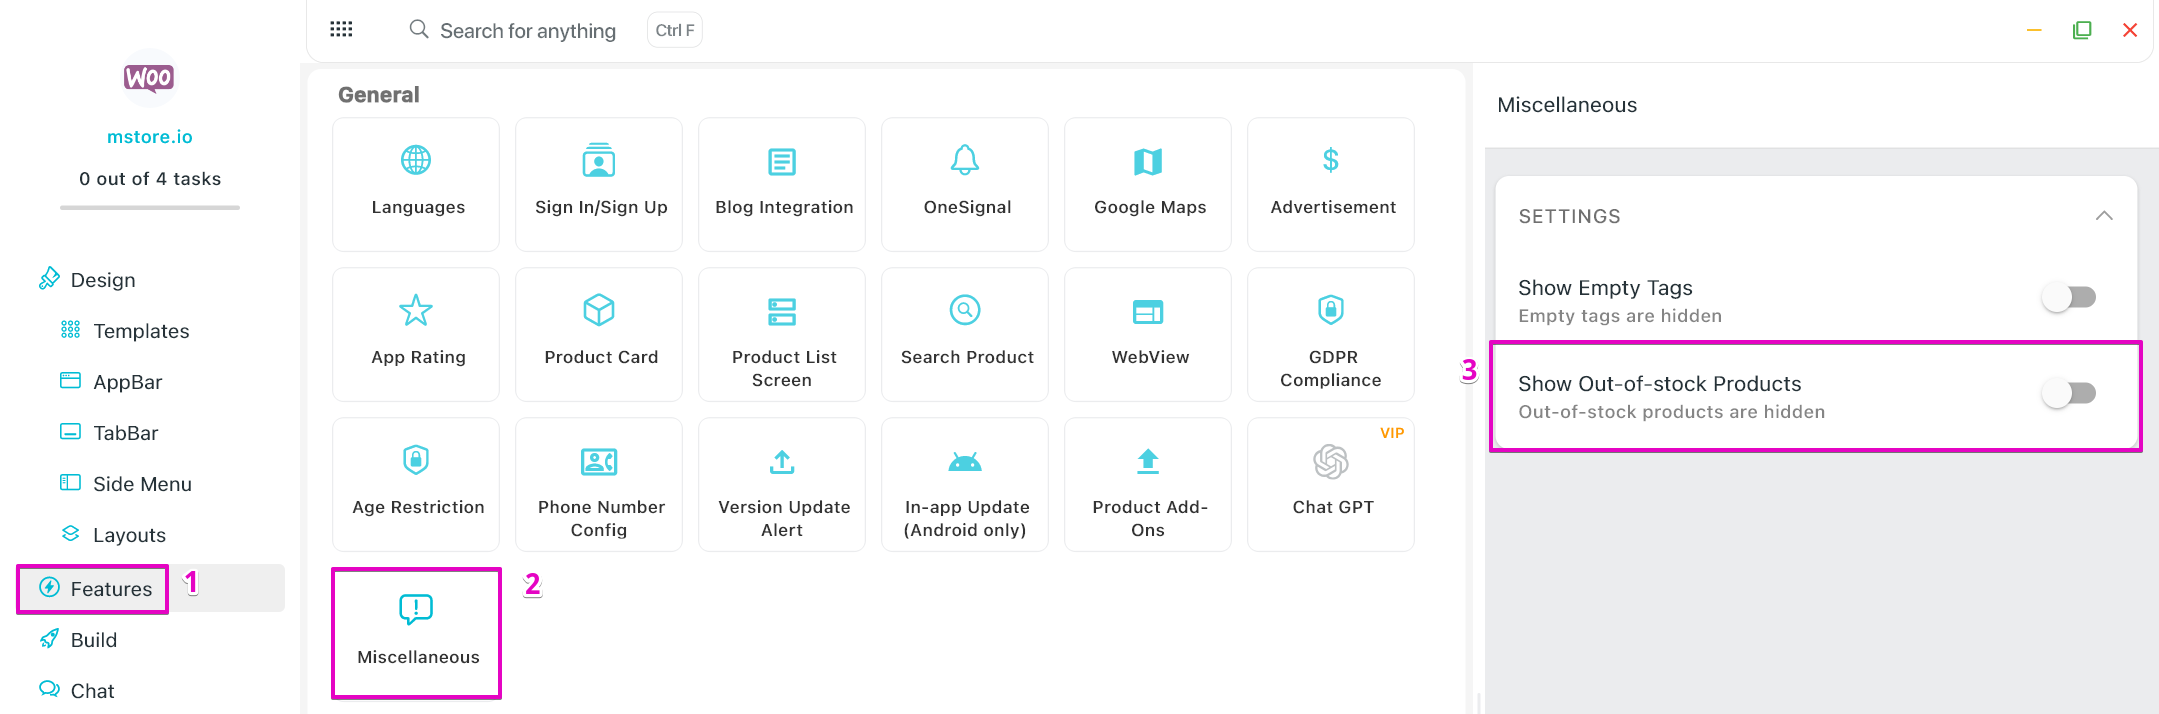 Search for anything
Ctrl F
WOO
mstore.io
0 out of 4 tasks
Design
Templates
AppBar
TabBar
Side Menu
Layouts
Features
1
Build
Chat
General
Languages
Sign In/Sign Up
Blog Integration
OneSignal
Google Maps
Advertisement
App Rating
Product Card
Product List
Screen
Search Product
WebView
GDPR
Compliance
Age Restriction
Phone Number
Config
Version Update
Alert
In-app Update
(Android only)
Product Add-
Ons
VIP
Chat GPT
Miscellaneous
2
Miscellaneous
SETTINGS
Show Empty Tags
Empty tags are hidden
3
Show Out-of-stock Products
Out-of-stock products are hidden